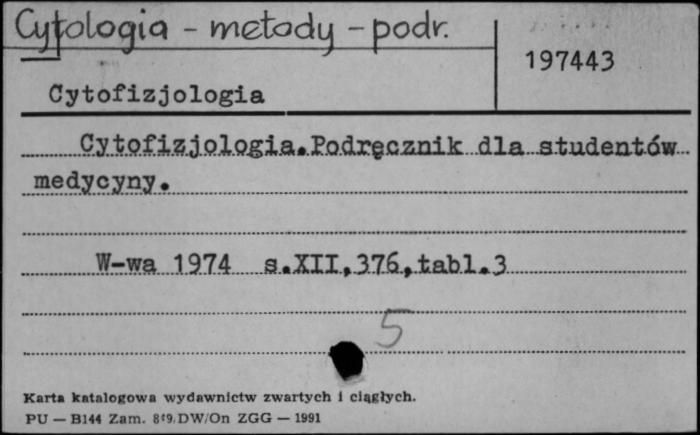 Cytologia - metody - podr.
197443
Cytofizjologia
Cytofizjologia.Podręcznik dla studentów
medycyny.
W-wa 1974 s.XII,376,tabl.3
5
Karta katalogowa wydawnictw zwartych i ciągłych.
PU — B144 Zam. DW/On ZGG — 1991